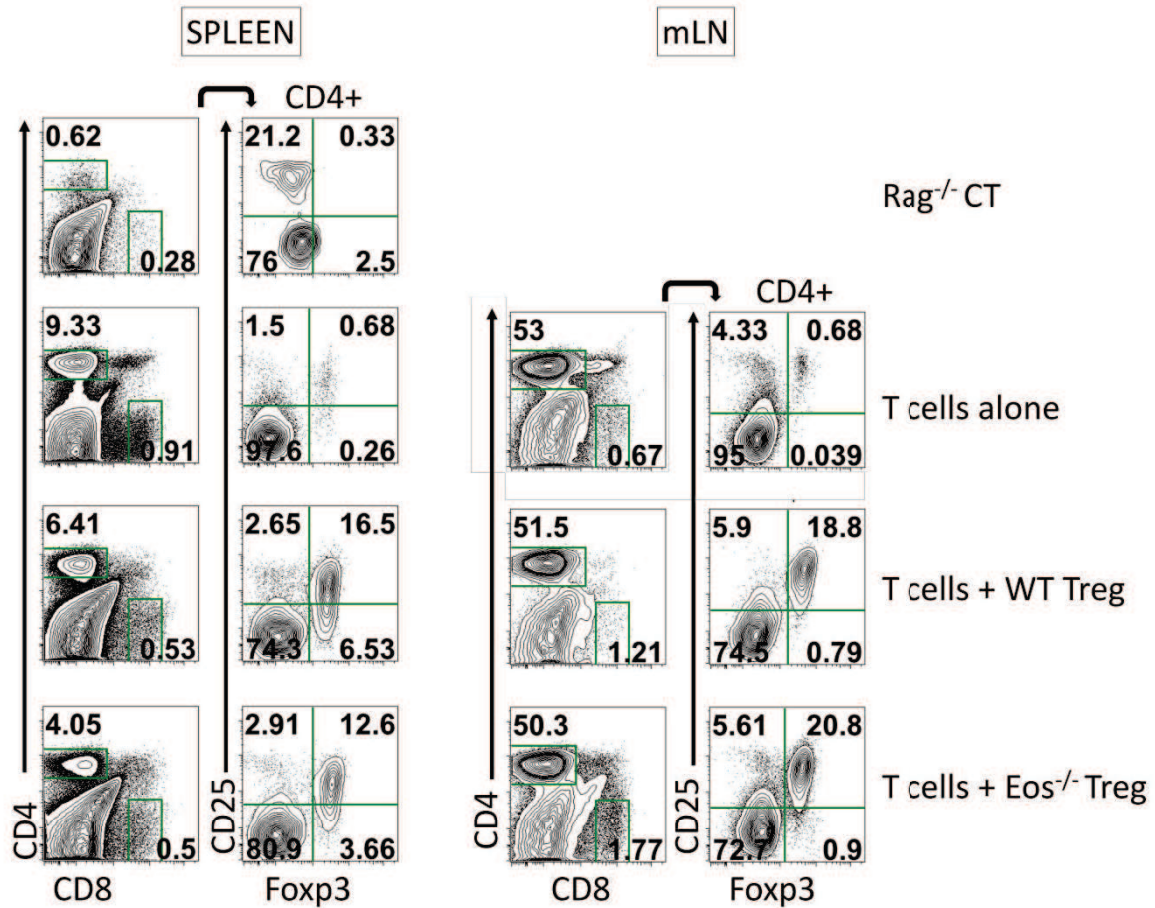 SPLEEN
mLN
CD4+
0.62
0.28
21.2 0.33
76 2.5
Rag-/- CT
CD4+
9.33
0.91
1.5 0.68
97.6 0.26
53
0.67
4.33 0.68
95 0.039
T cells alone
6.41
0.53
2.65 16.5
74.3 6.53
51.5
1.21
5.9 18.8
74.5 0.79
T cells + WT Treg
4.05
0.5
2.91 12.6
80.9 3.66
50.3
1.77
5.61 20.8
72.7 0.9
T cells + Eos-/- Treg
CD4
CD25
CD4
CD25
CD8
Foxp3
CD8
Foxp3